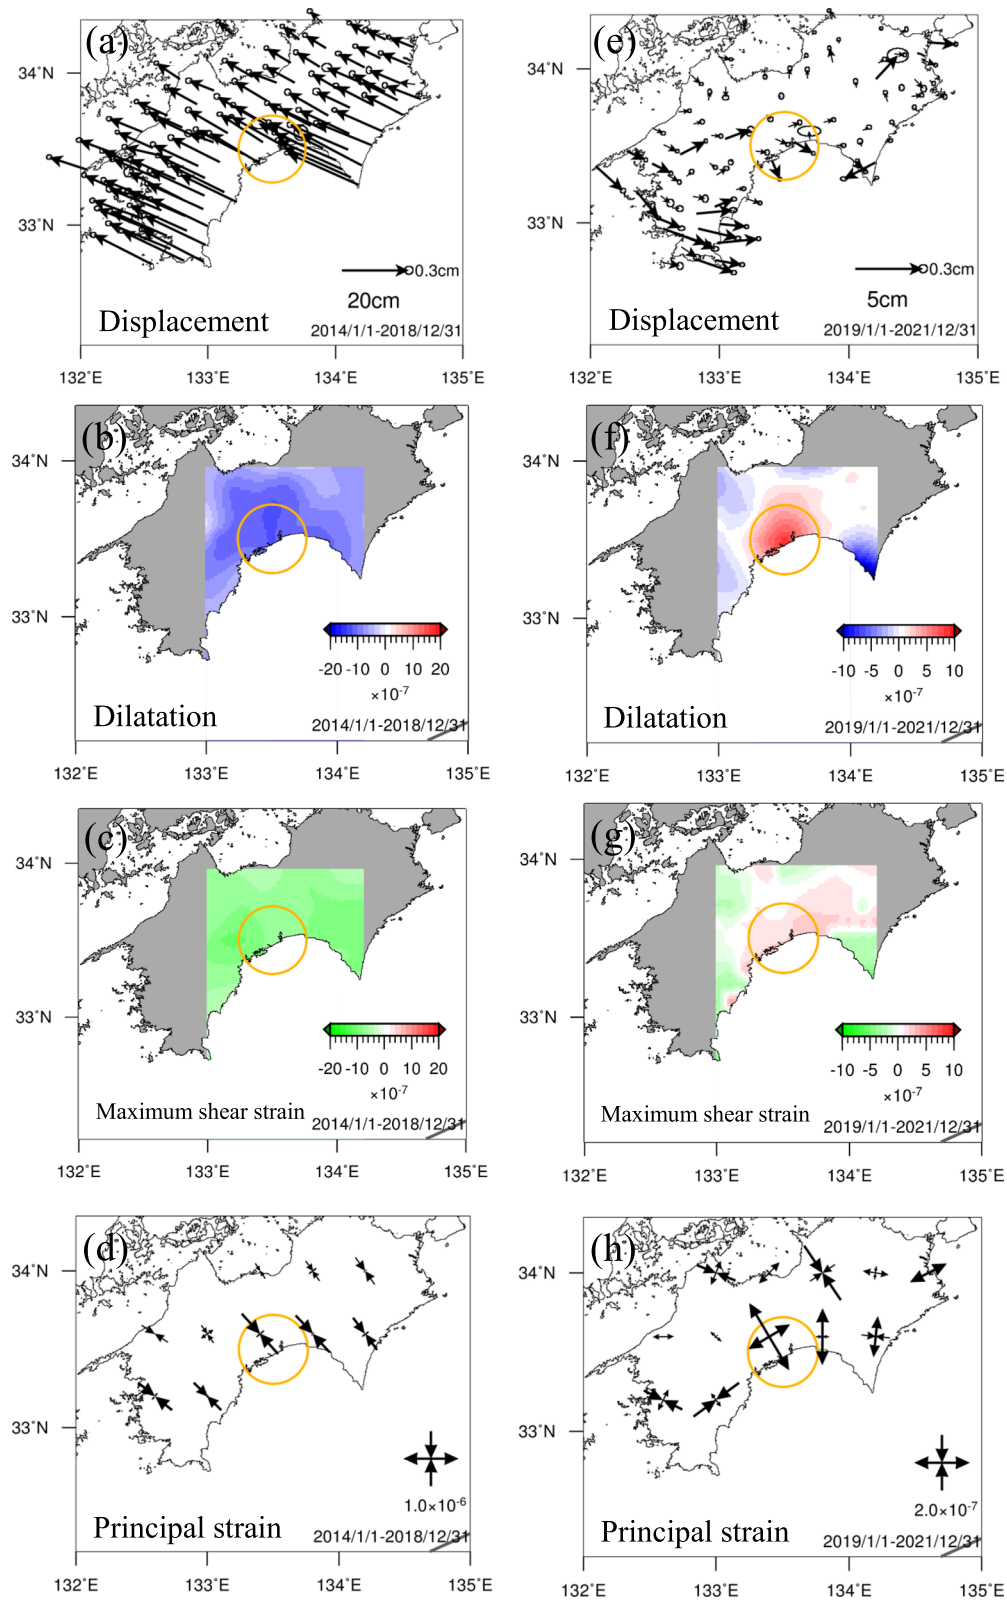 (a)
34°N
33°N
0.3cm
20cm
Displacement
2014/1/1-2018/12/31
132°E 133°E 134°E 135°E
(e)
34°N
33°N
0.3cm
5cm
Displacement
2019/1/1-2021/12/31
132°E 133°E 134°E 135°E
(b)
34°N
33°N
-20 -10 0 10 20
×10-7
Dilatation
2014/1/1-2018/12/31
132°E 133°E 134°E 135°E
(f)
34°N
33°N
-10 -5 0 5 10
×10-7
Dilatation
2019/1/1-2021/12/31
132°E 133°E 134°E 135°E
(c)
34°N
33°N
-20 -10 0 10 20
×10-7
Maximum shear strain
2014/1/1-2018/12/31
132°E 133°E 134°E 135°E
(g)
34°N
33°N
-10 -5 0 5 10
×10-7
Maximum shear strain
2019/1/1-2021/12/31
132°E 133°E 134°E 135°E
(d)
34°N
33°N
1.0×10-6
Principal strain
2014/1/1-2018/12/31
132°E 133°E 134°E 135°E
(h)
34°N
33°N
2.0×10-7
Principal strain
2019/1/1-2021/12/31
132°E 133°E 134°E 135°E